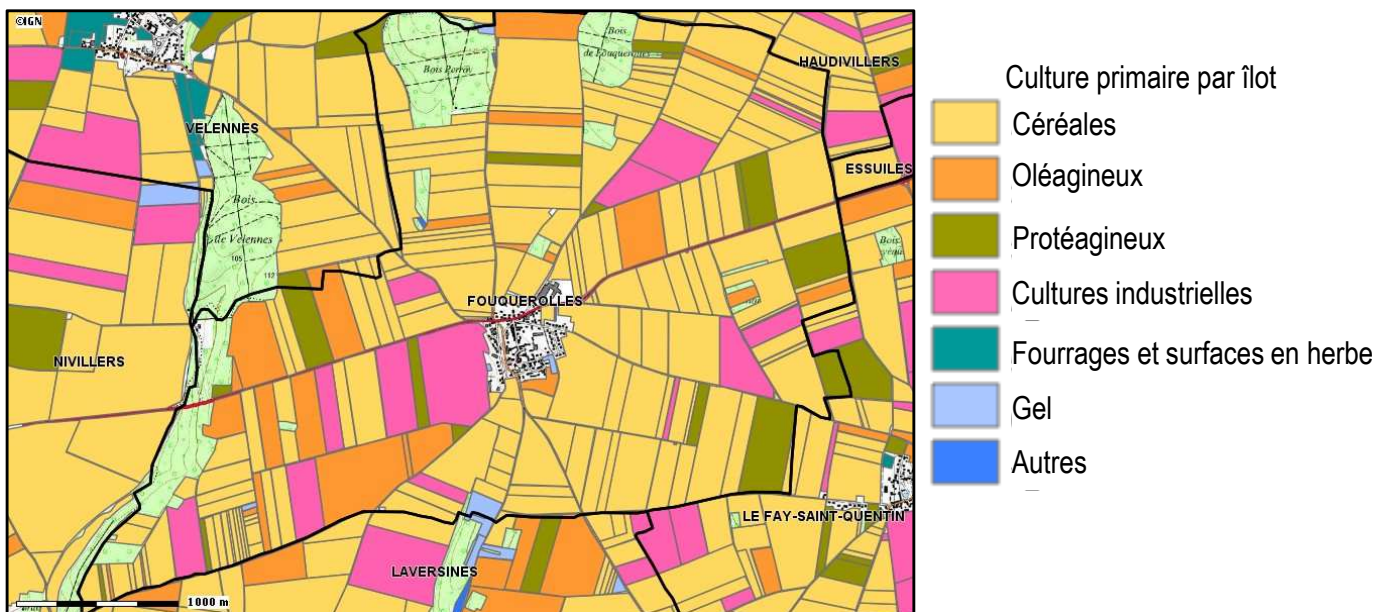 ©IGN
Bois
de Fouquerolles
HAUDIVILLERS
Bois Perroy
VELENNES
ESSUILES
Bois
de Velennes
105
112
FOUQUEROLLES
NIVILLERS
LE FAY-SAINT-QUENTIN
LAVERSINES
1000 m
Culture primaire par îlot
Céréales
Oléagineux
Protéagineux
Cultures industrielles
Fourrages et surfaces en herbe
Gel
Autres